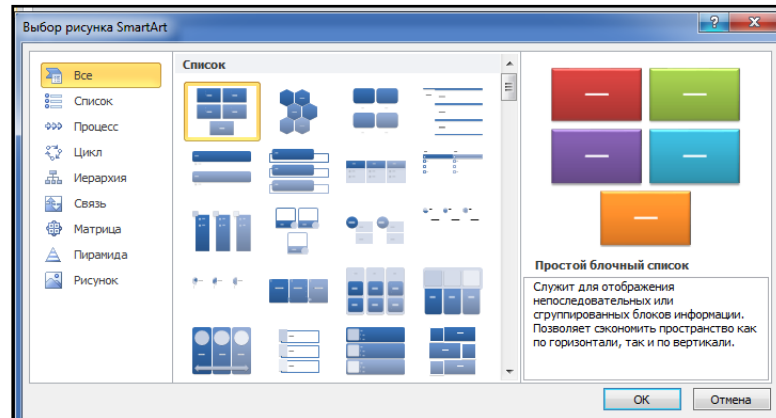 Выбор рисунка SmartArt
Все
Список
Процесс
Цикл
Иерархия
Связь
Матрица
Пирамида
Рисунок
Список
Простой блочный список
Служит для отображения
непоследовательных или
сгруппированных блоков информации.
Позволяет сэкономить пространство как
по горизонтали, так и по вертикали.
ОК
Отмена